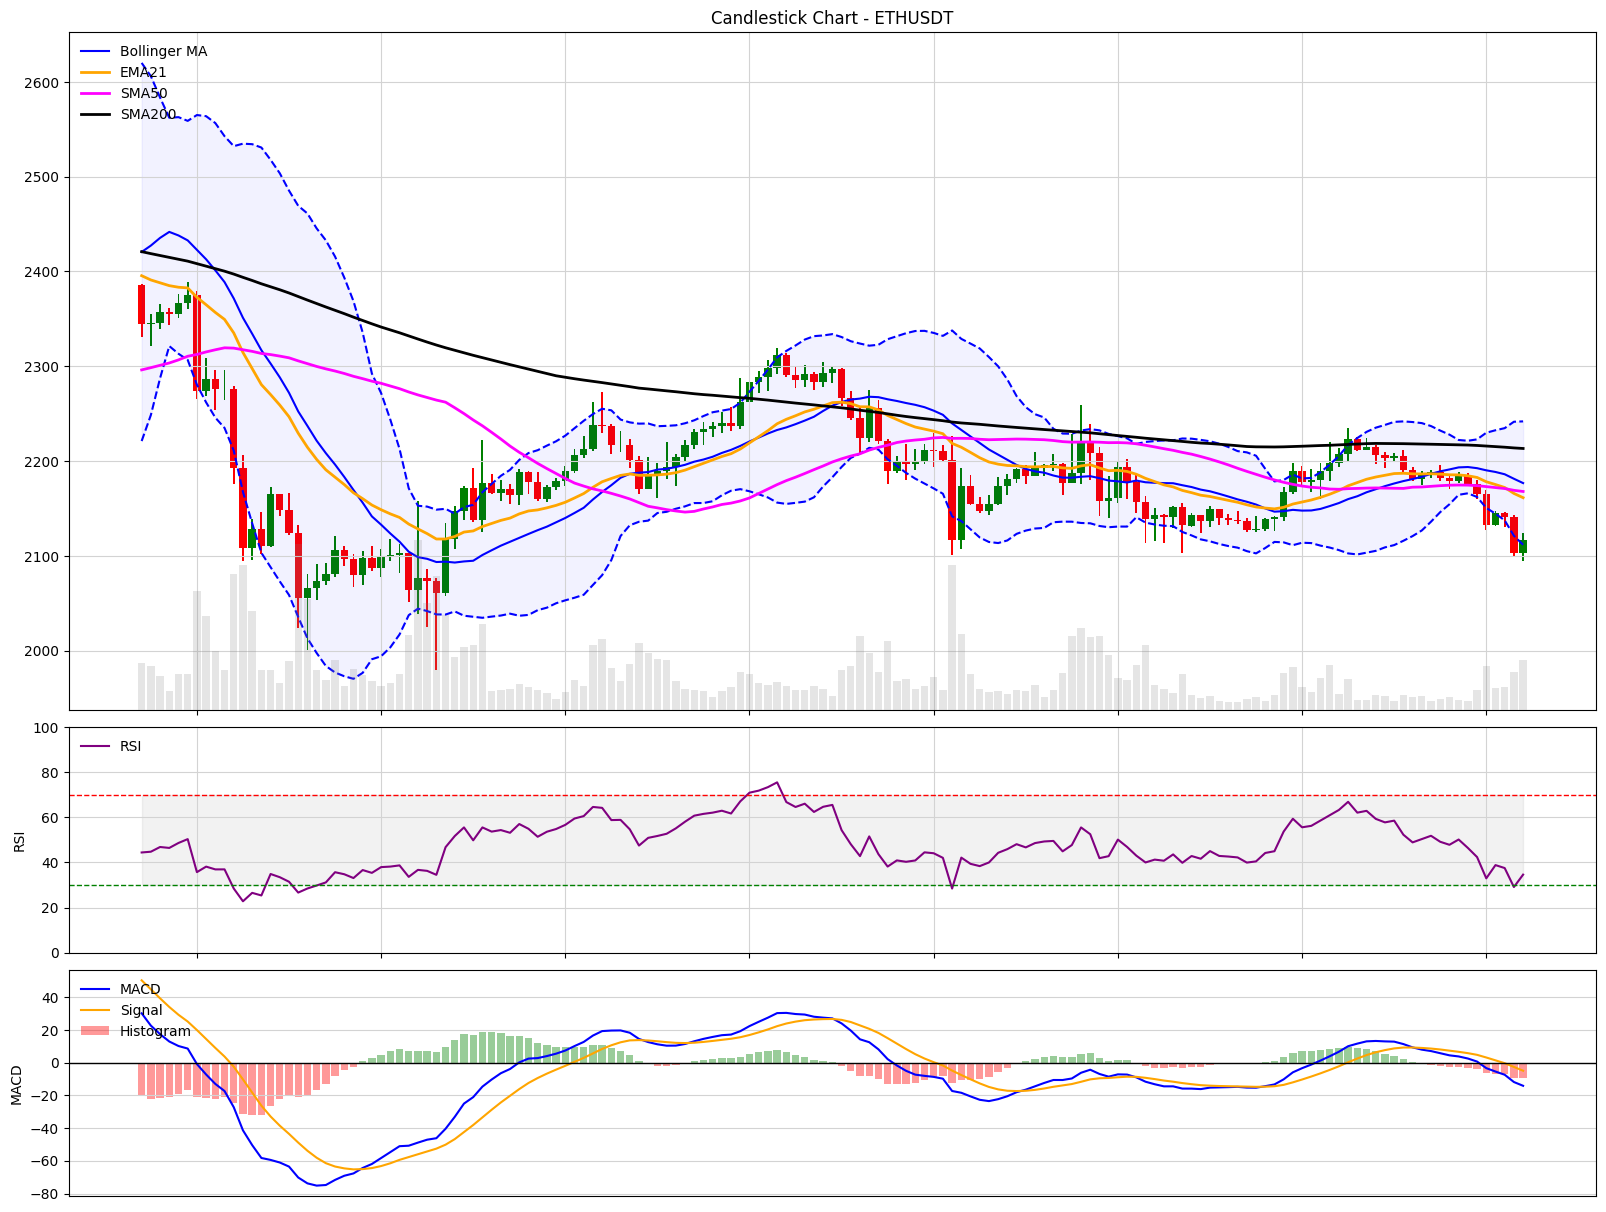 Candlestick Chart - ETHUSDT
Bollinger MA
EMA21
SMA50
SMA200
2600
2500
2400
2300
2200
2100
2000
RSI
100
80
60
40
20
0
RSI
MACD
Signal
Histogram
40
20
0
−20
−40
−60
−80
MACD